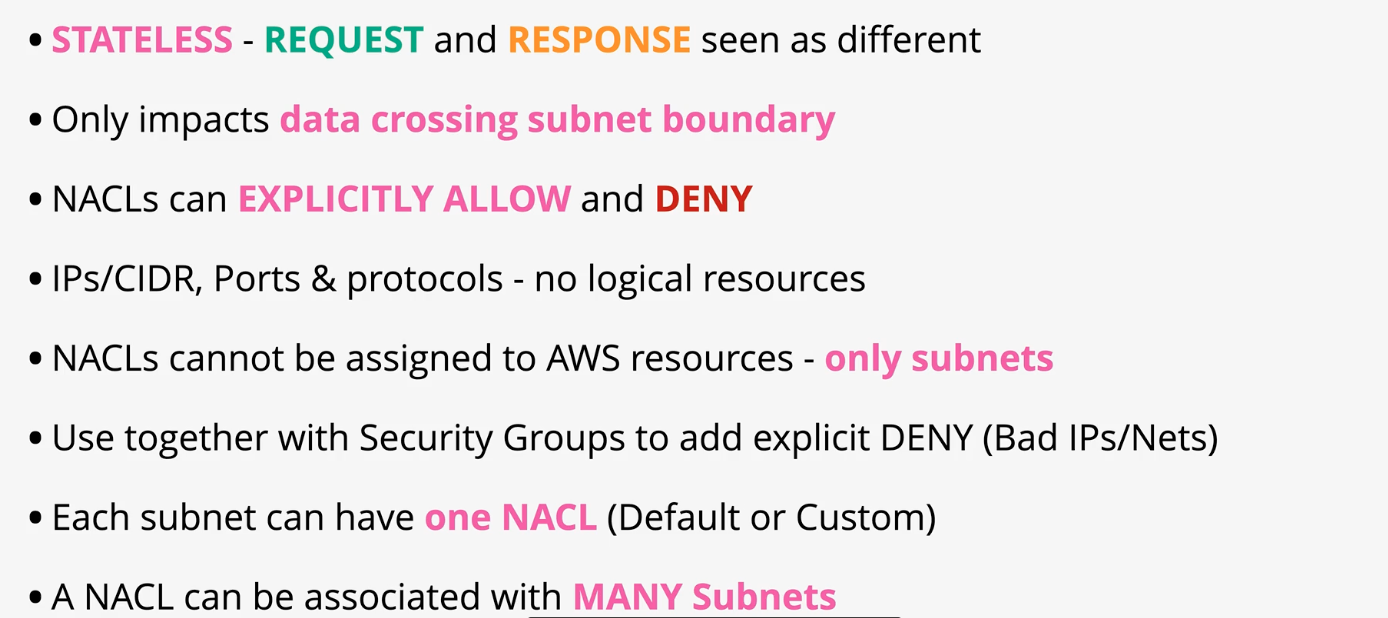 • STATELESS - REQUEST and RESPONSE seen as different
• Only impacts data crossing subnet boundary
• NACLs can EXPLICITLY ALLOW and DENY
• IPs/CIDR, Ports & protocols - no logical resources
• NACLs cannot be assigned to AWS resources - only subnets
• Use together with Security Groups to add explicit DENY (Bad IPs/Nets)
• Each subnet can have one NACL (Default or Custom)
• A NACL can be associated with MANY Subnets